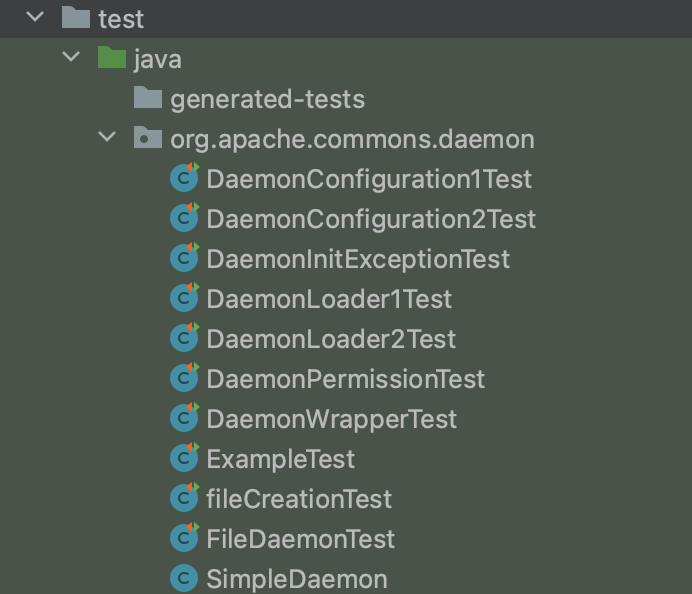 test
java
generated-tests
org.apache.commons.daemon
DaemonConfiguration1Test
DaemonConfiguration2Test
DaemonInitExceptionTest
DaemonLoader1Test
DaemonLoader2Test
DaemonPermissionTest
DaemonWrapperTest
ExampleTest
fileCreationTest
FileDaemonTest
SimpleDaemon